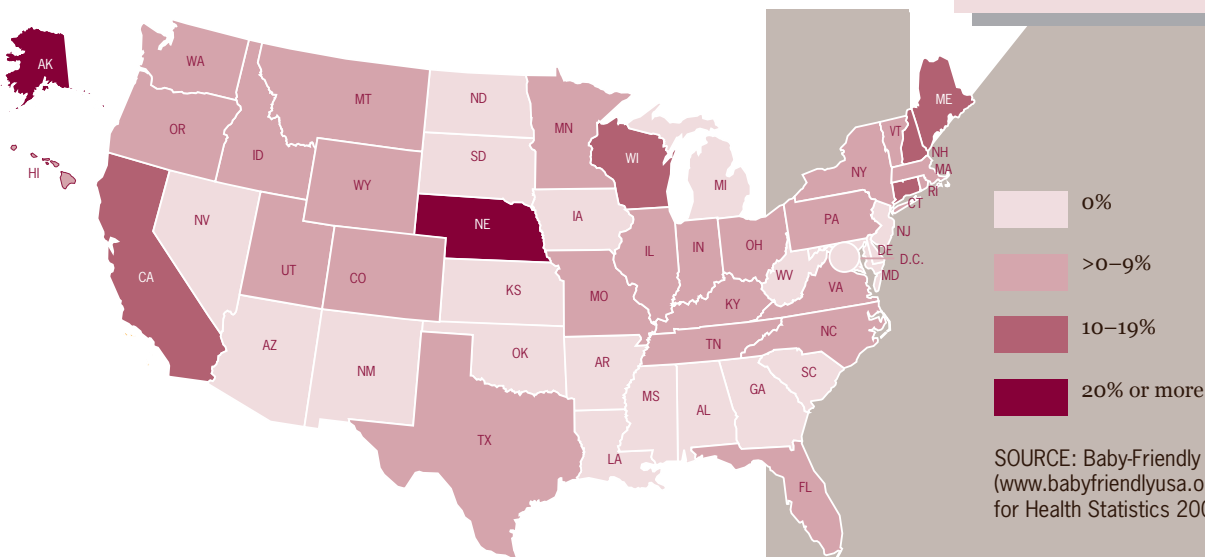 AK
WA
MT
ND
MN
ME
VT
OR
ID
SD
WI
NH
MA
NY
MI
HI
WY
RI
CT
NV
NE
IA
PA
0%
NJ
IL
IN
OH
DE
D.C.
>0–9%
CA
UT
CO
WV
MD
KS
MO
VA
KY
10–19%
NC
AZ
TN
OK
AR
NM
SC
GA
20% or more
MS
AL
TX
LA
FL
SOURCE: Baby-Friendly
(www.babyfriendlyusa.o
for Health Statistics 200